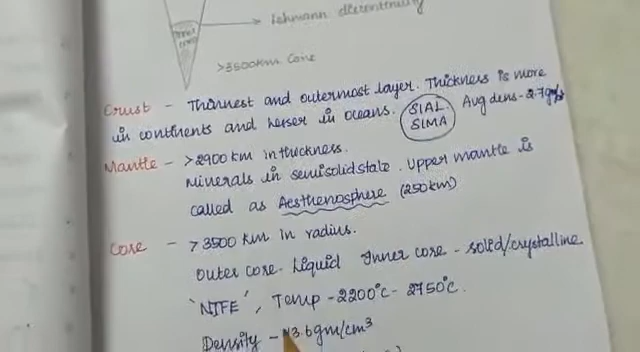 Lehmann discontinuity
Inner core
>3500km Core
Crust - Thinnest and outermost layer. Thickness is more
in continents and lesser in oceans. SIAL SIMA Avg dens - 2.7g
Mantle - >2900 km in thickness.
Minerals in semisolid state. Upper mantle is
called as Aesthenosphere (250km)
Core - >3500 km in radius.
Outer core. Liquid Inner core - solid/crystalline.
'NIFE', Temp - 2200°c - 2750°c.
Density - 13.6gm/cm³